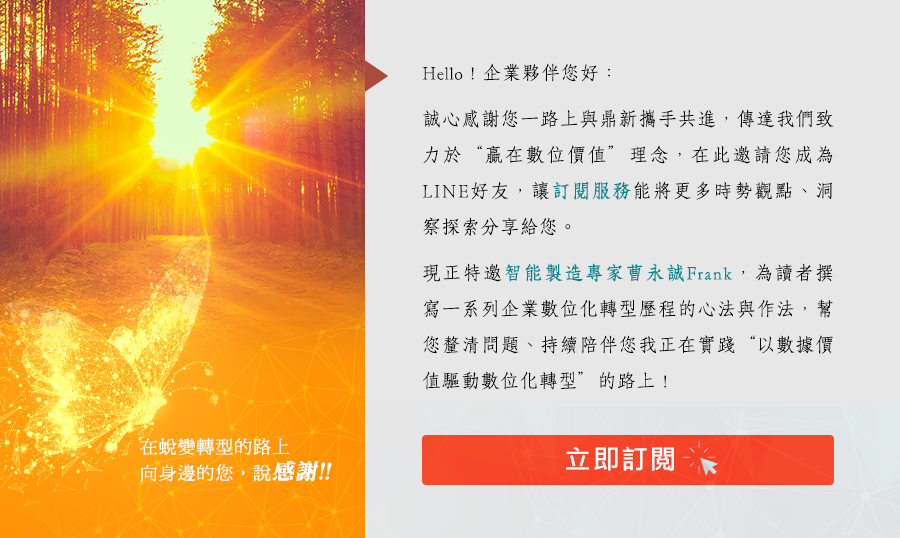 Hello！企業夥伴您好：
誠心感謝您一路上與鼎新攜手共進，傳達我們致
力於“贏在數位價值”理念，在此邀請您成為
LINE好友，讓訂閱服務能將更多時勢觀點、洞
察探索分享給您。
現正特邀智能製造專家曹永誠Frank，為讀者撰
寫一系列企業數位化轉型歷程的心法與作法，幫
您釐清問題、持續陪伴您我正在實踐“以數據價
值驅動數位化轉型”的路上！
立即訂閱
在蛻變轉型的路上
向身邊的您，說感謝!!